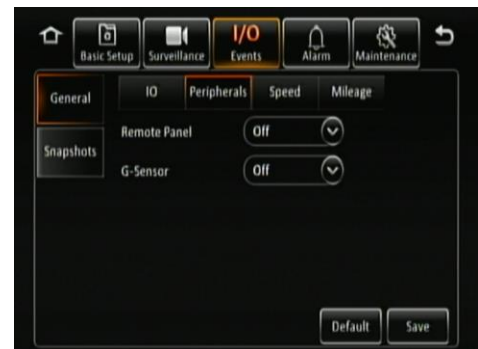 I/O
Basic Setup Surveillance Events Alarm Maintenance
General IO Peripherals Speed Mileage
Remote Panel Off
Snapshots
G-Sensor Off
Default Save